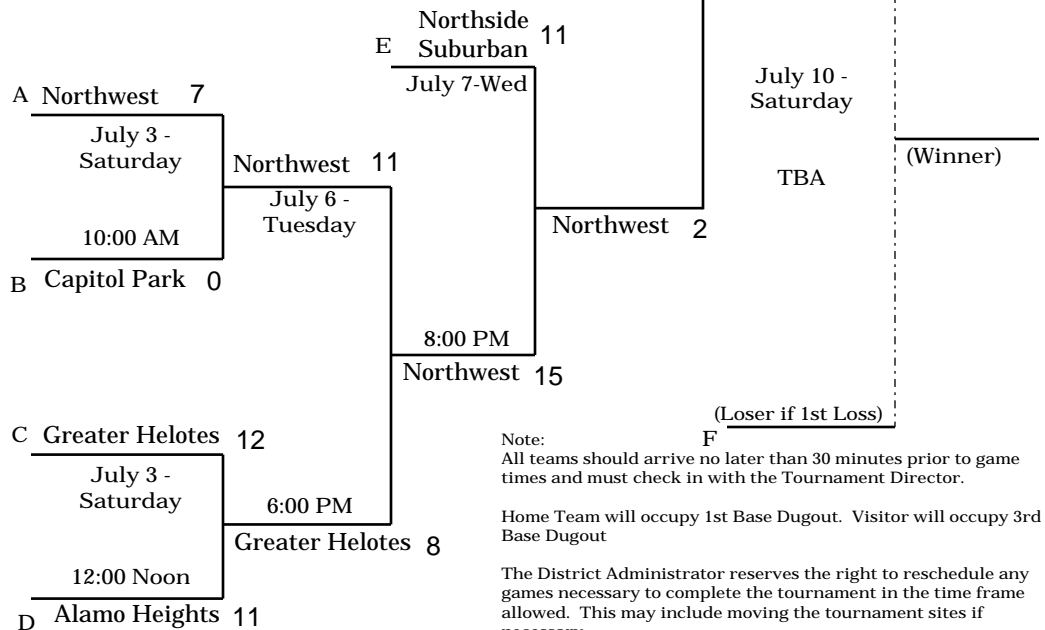 Northside 11
E Suburban
July 7-Wed
July 10 -
Saturday
TBA
A Northwest 7
July 3 -
Saturday
10:00 AM
B Capitol Park 0
Northwest 11
July 6 -
Tuesday
(Winner)
Northwest 2
8:00 PM
Northwest 15
C Greater Helotes 12
July 3 -
Saturday
12:00 Noon
D Alamo Heights 11
6:00 PM
Greater Helotes 8
(Loser if 1st Loss)
F
Note:
All teams should arrive no later than 30 minutes prior to game
times and must check in with the Tournament Director.
Home Team will occupy 1st Base Dugout. Visitor will occupy 3rd
Base Dugout
The District Administrator reserves the right to reschedule any
games necessary to complete the tournament in the time frame
allowed. This may include moving the tournament sites if